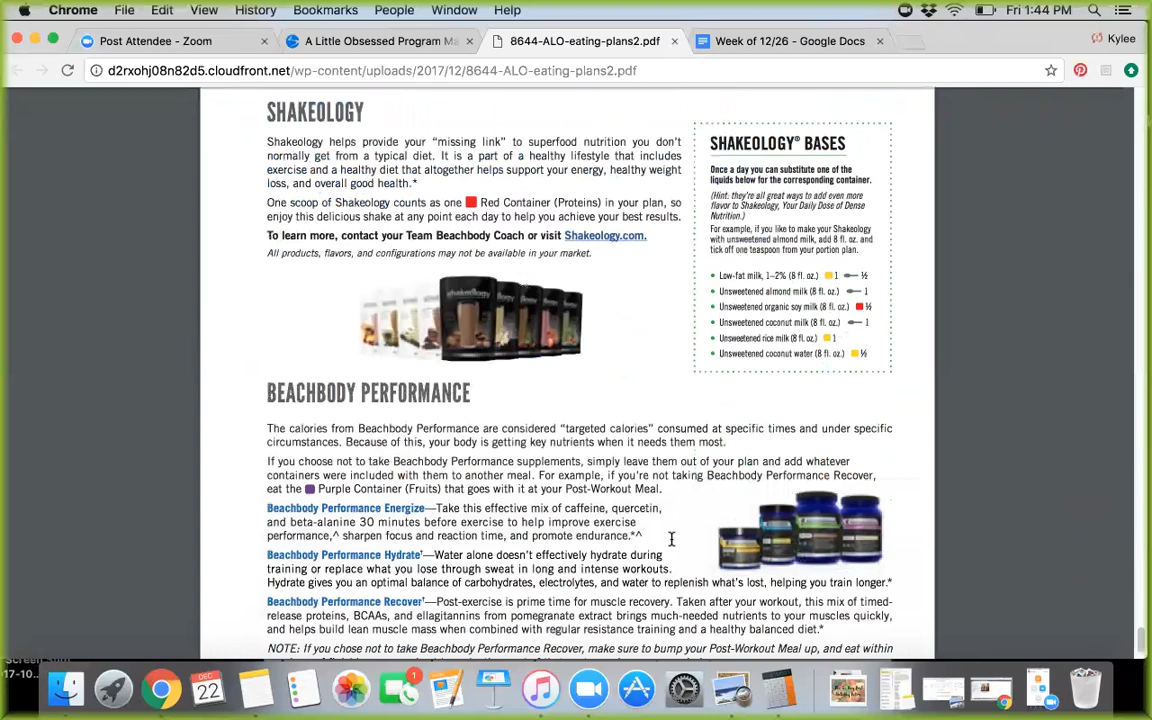 Chrome File Edit View History Bookmarks People Window Help Fri 1:44 PM
Post Attendee - Zoom × A Little Obsessed Program Ma × 8644-ALO-eating-plans2.pdf × Week of 12/26 - Google Docs × Kylee
d2rxohj08n82d5.cloudfront.net/wp-content/uploads/2017/12/8644-ALO-eating-plans2.pdf
SHAKEOLOGY
Shakeology helps provide your “missing link” to superfood nutrition you don’t
normally get from a typical diet. It is a part of a healthy lifestyle that includes
exercise and a healthy diet that altogether helps support your energy, healthy weight
loss, and overall good health.*
One scoop of Shakeology counts as one Red Container (Proteins) in your plan, so
enjoy this delicious shake at any point each day to help you achieve your best results.
To learn more, contact your Team Beachbody Coach or visit Shakeology.com.
All products, flavors, and configurations may not be available in your market.
shakeology
SHAKEOLOGY® BASES
Once a day you can substitute one of the
liquids below for the corresponding container.
(Hint: they’re all great ways to add even more
flavor to Shakeology, Your Daily Dose of Dense
Nutrition.)
For example, if you like to make your Shakeology
with unsweetened almond milk, add 8 fl. oz. and
tick off one teaspoon from your portion plan.
• Low-fat milk, 1–2% (8 fl. oz.) 1 ½
• Unsweetened almond milk (8 fl. oz.) 1
• Unsweetened organic soy milk (8 fl. oz.) ½
• Unsweetened coconut milk (8 fl. oz.) 1
• Unsweetened rice milk (8 fl. oz.) 1
• Unsweetened coconut water (8 fl. oz.) ½
BEACHBODY PERFORMANCE
The calories from Beachbody Performance are considered “targeted calories” consumed at specific times and under specific
circumstances. Because of this, your body is getting key nutrients when it needs them most.
If you choose not to take Beachbody Performance supplements, simply leave them out of your plan and add whatever
containers were included with them to another meal. For example, if you’re not taking Beachbody Performance Recover,
eat the Purple Container (Fruits) that goes with it at your Post-Workout Meal.
Beachbody Performance Energize—Take this effective mix of caffeine, quercetin,
and beta-alanine 30 minutes before exercise to help improve exercise
performance,^ sharpen focus and reaction time, and promote endurance.*^
Beachbody Performance Hydrate†—Water alone doesn’t effectively hydrate during
training or replace what you lose through sweat in long and intense workouts.
Hydrate gives you an optimal balance of carbohydrates, electrolytes, and water to replenish what’s lost, helping you train longer.*
Beachbody Performance Recover†—Post-exercise is prime time for muscle recovery. Taken after your workout, this mix of timed-
release proteins, BCAAs, and ellagitannins from pomegranate extract brings much-needed nutrients to your muscles quickly,
and helps build lean muscle mass when combined with regular resistance training and a healthy balanced diet.*
NOTE: If you chose not to take Beachbody Performance Recover, make sure to bump your Post-Workout Meal up, and eat within
17-10...
DEC
22
1